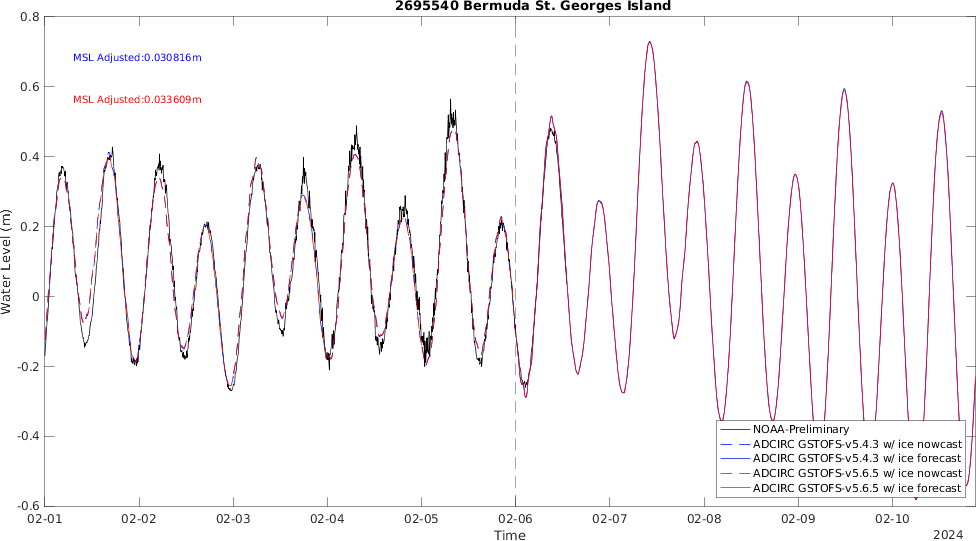 2695540 Bermuda St. Georges Island
0.8
MSL Adjusted:0.030816m
0.6
MSL Adjusted:0.033609m
0.4
0.2
Water Level (m)
0
-0.2
-0.4
NOAA-Preliminary
ADCIRC GSTOFS-v5.4.3 w/ ice nowcast
ADCIRC GSTOFS-v5.4.3 w/ ice forecast
ADCIRC GSTOFS-v5.6.5 w/ ice nowcast
ADCIRC GSTOFS-v5.6.5 w/ ice forecast
-0.6
02-01 02-02 02-03 02-04 02-05 02-06 02-07 02-08 02-09 02-10
Time
2024